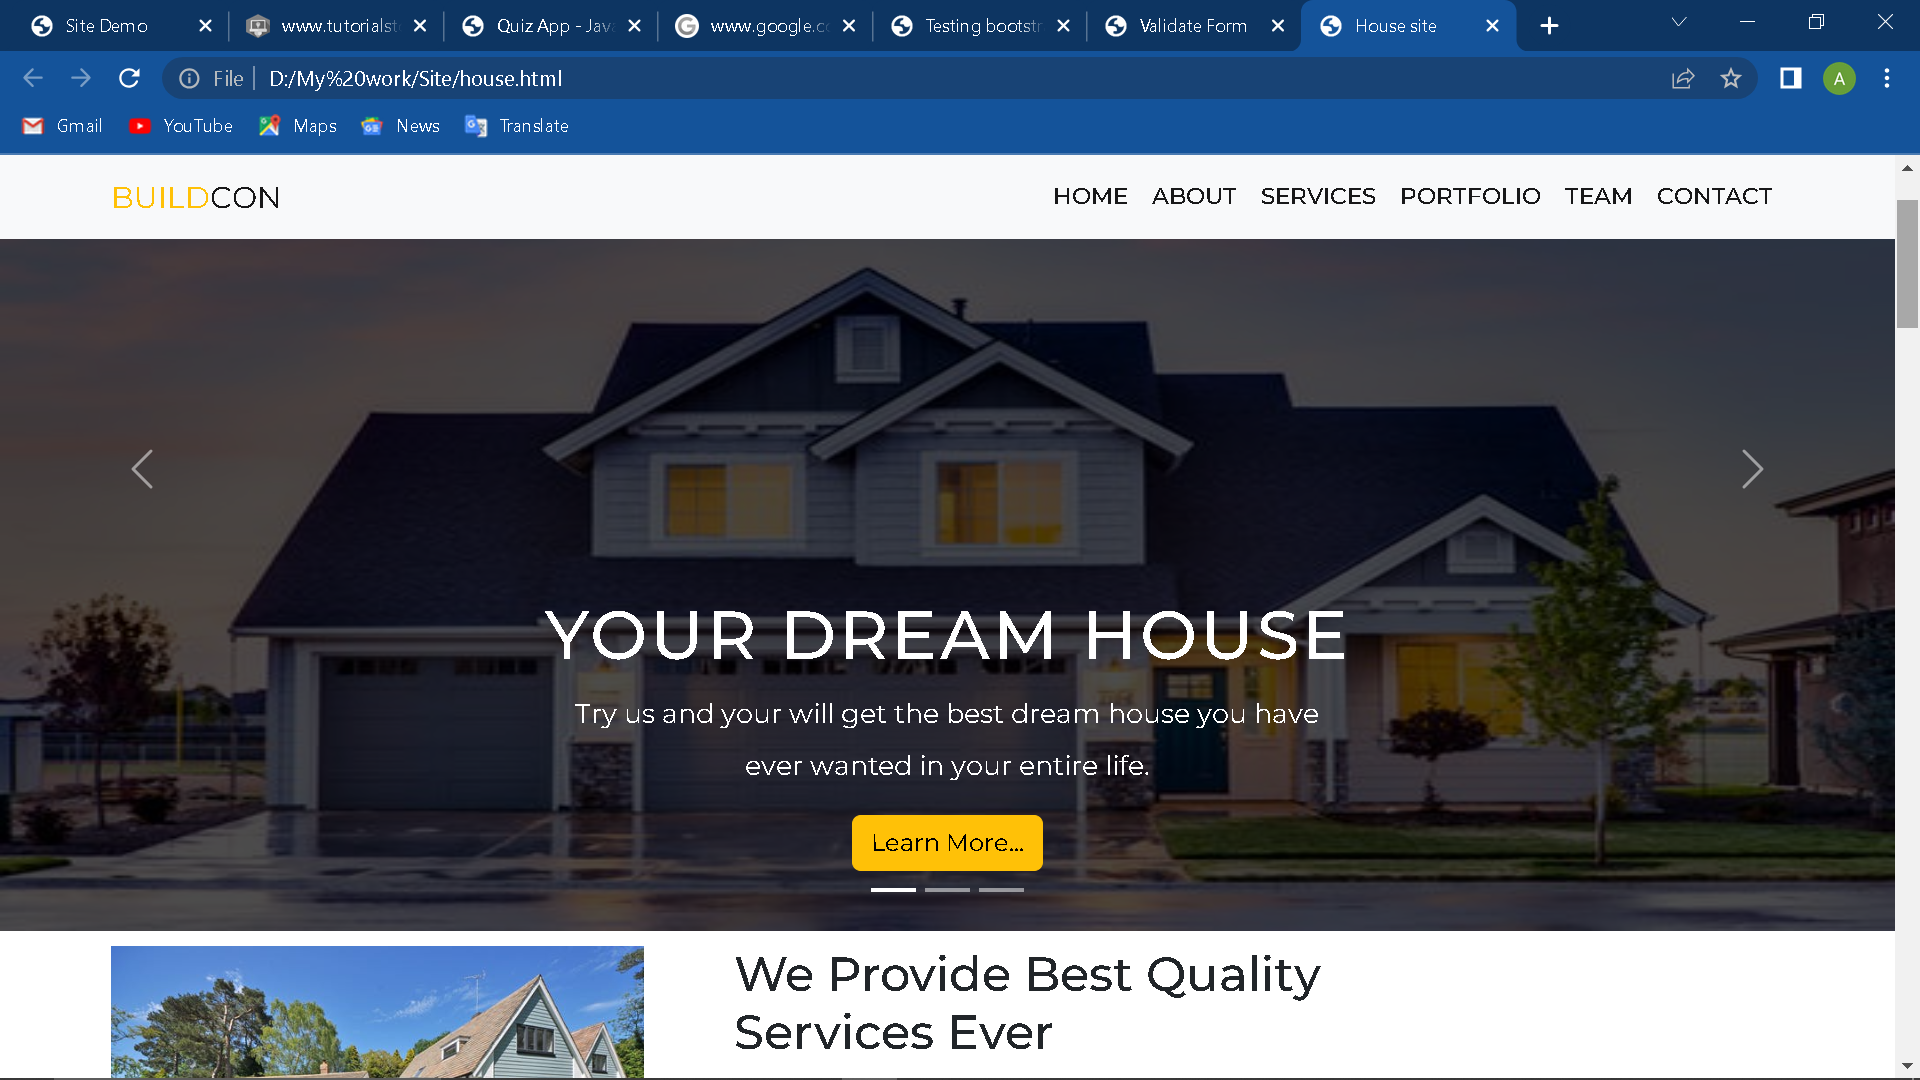 Site Demo
www.tutorialst
Quiz App - Jav
www.google.co
Testing bootstr
Validate Form
House site
File
D:/My%20work/Site/house.html
A
Gmail
YouTube
Maps
News
Translate
BUILDCON
HOME
ABOUT
SERVICES
PORTFOLIO
TEAM
CONTACT
YOUR DREAM HOUSE
Try us and your will get the best dream house you have
ever wanted in your entire life.
Learn More...
We Provide Best Quality
Services Ever